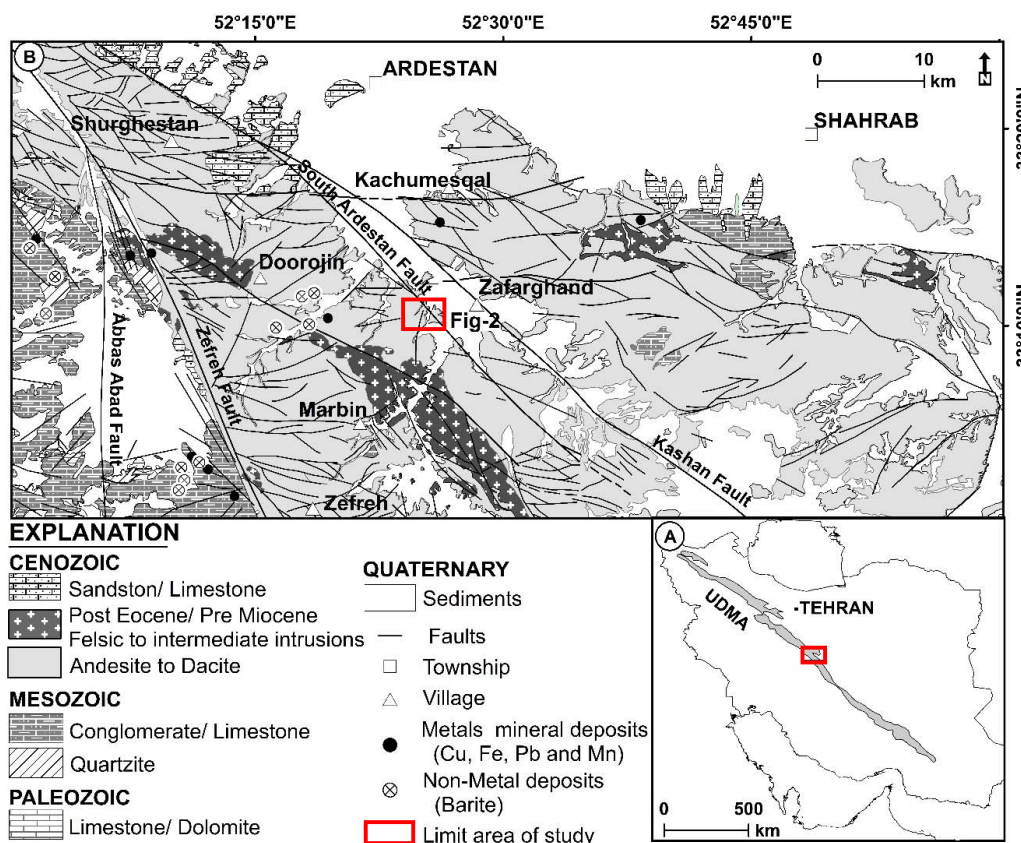 52°15'0"E
52°30'0"E
52°45'0"E
B
ARDESTAN
0 10
km
N
SHAHRAB
Shurghestan
South Ardestan Fault
Kachumesqal
Doorojin
Zafarghand
Fig-2
Abbas Abad Fault
Zefreh Fault
Marbin
Kashan Fault
Zefreh
EXPLANATION
CENOZOIC
Sandston/ Limestone
Post Eocene/ Pre Miocene
Felsic to intermediate intrusions
Andesite to Dacite
MESOZOIC
Conglomerate/ Limestone
Quartzite
PALEOZOIC
Limestone/ Dolomite
QUATERNARY
Sediments
Faults
Township
Village
Metals mineral deposits
(Cu, Fe, Pb and Mn)
Non-Metal deposits
(Barite)
Limit area of study
A
UDMA
-TEHRAN
0 500
km